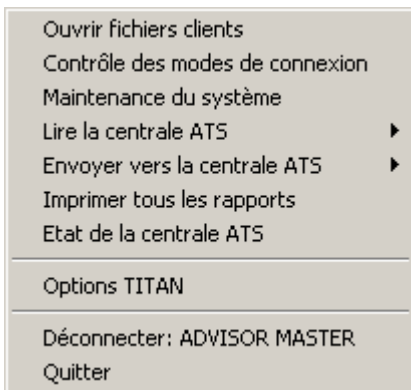 Ouvrir fichiers clients
Contrôle des modes de connexion
Maintenance du système
Lire la centrale ATS
Envoyer vers la centrale ATS
Imprimer tous les rapports
Etat de la centrale ATS
Options TITAN
Déconnecter: ADVISOR MASTER
Quitter